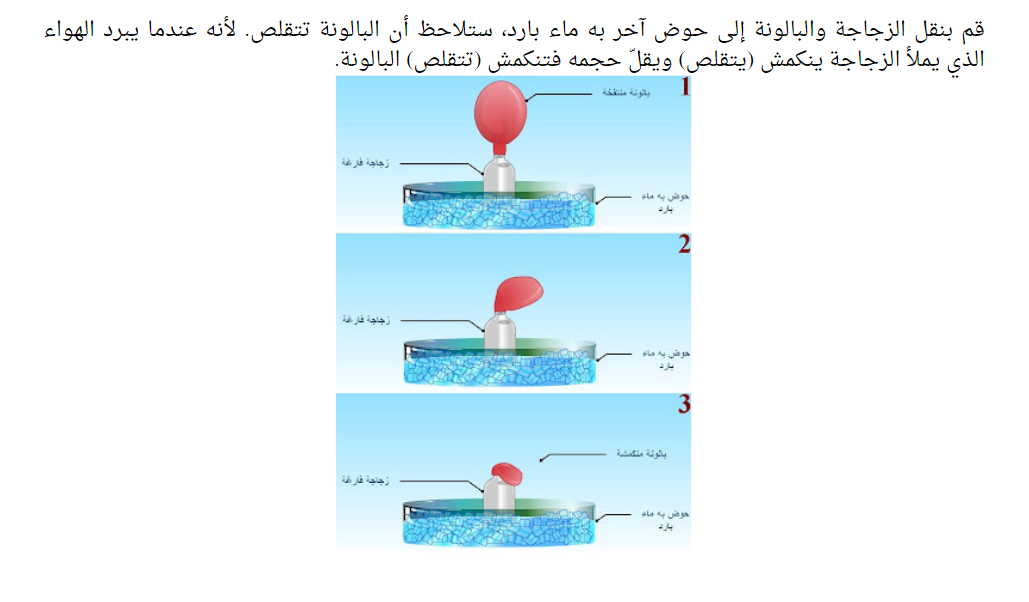 قم بنقل الزجاجة والبالونة إلى حوض آخر به ماء بارد، ستلاحظ أن البالونة تتقلص. لأنه عندما يبرد الهواء
الذي يملأ الزجاجة ينكمش (يتقلص) ويقلّ حجمه فتنكمش (تتقلص) البالونة.
1
بالونة منتفخة
زجاجة فارغة
حوض به ماء
بارد
2
زجاجة فارغة
حوض به ماء
بارد
3
بالونة منكمشة
زجاجة فارغة
حوض به ماء
بارد